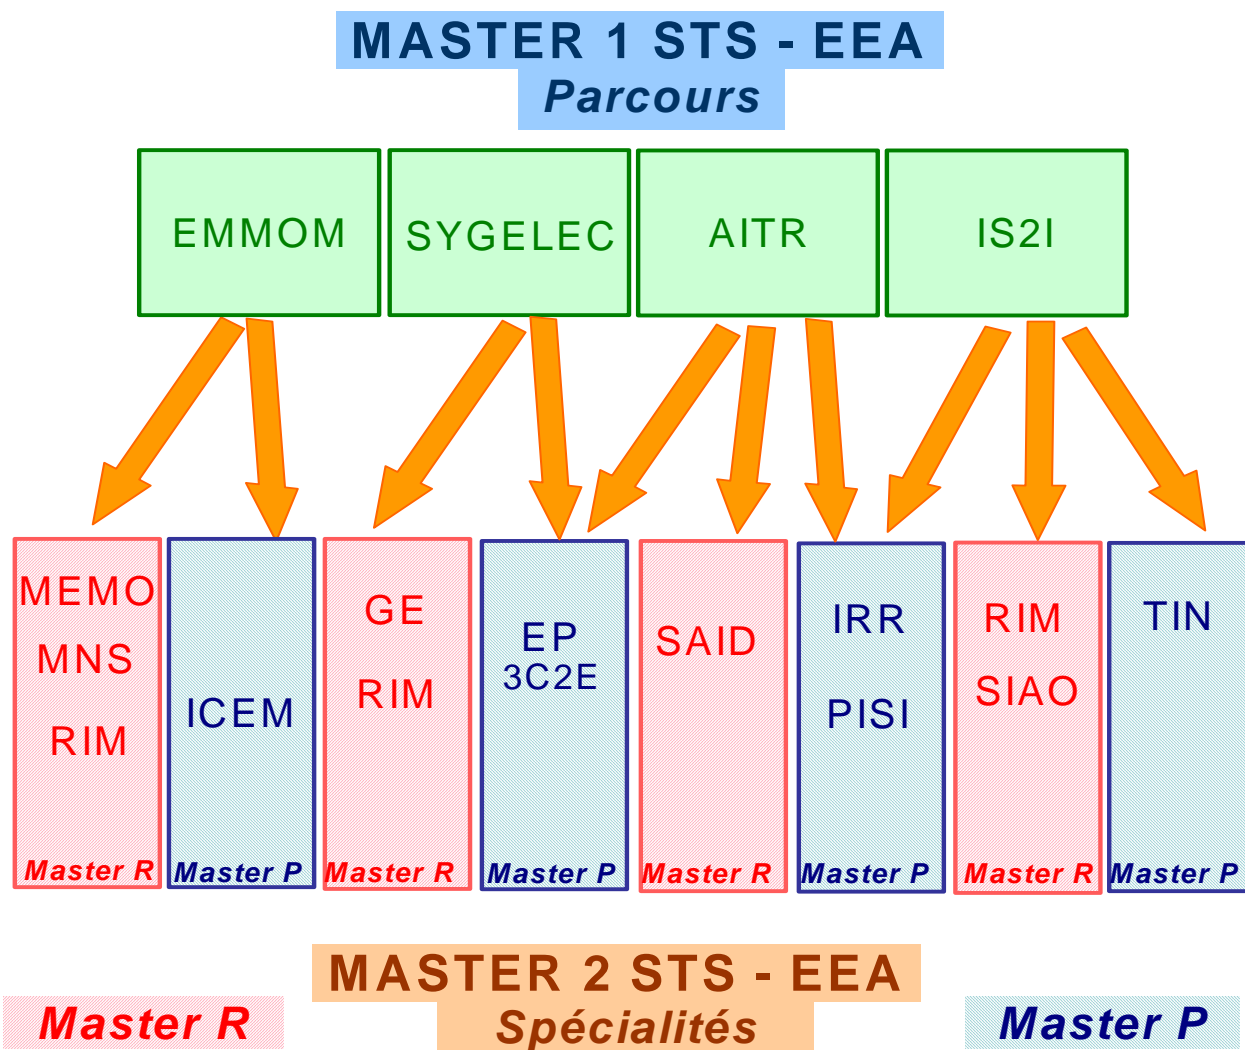 MASTER 1 STS - EEA
Parcours
EMMOM
SYGELEC
AITR
IS2I
MEMO
MNS
RIM
Master R
ICEM
Master P
GE
RIM
Master R
EP
3C2E
Master P
SAID
Master R
IRR
PISI
Master P
RIM
SIAO
Master R
TIN
Master P
MASTER 2 STS - EEA
Spécialités
Master R
Master P